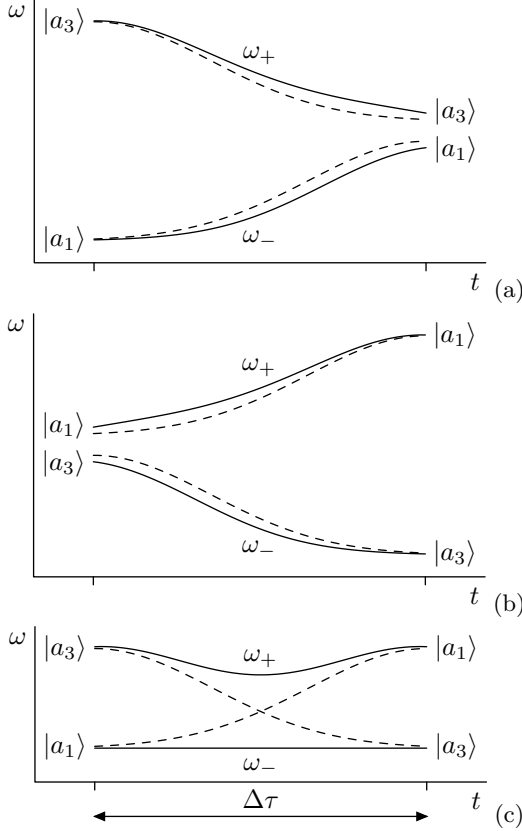 ω
|a₃⟩
ω₊
|a₃⟩
|a₁⟩
|a₁⟩
ω₋
t (a)
ω
|a₁⟩
ω₊
|a₁⟩
|a₃⟩
ω₋
|a₃⟩
t (b)
ω
|a₃⟩ ω₊ |a₁⟩
|a₁⟩ |a₃⟩
ω₋
Δτ t (c)